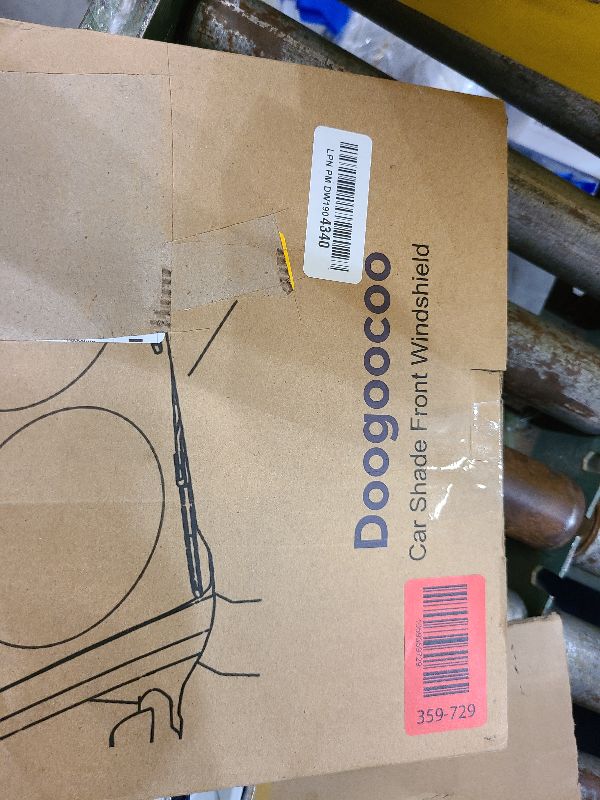 LPN PM DW190 4340
Doogoocoo
Car Shade Front Windshield
359-729